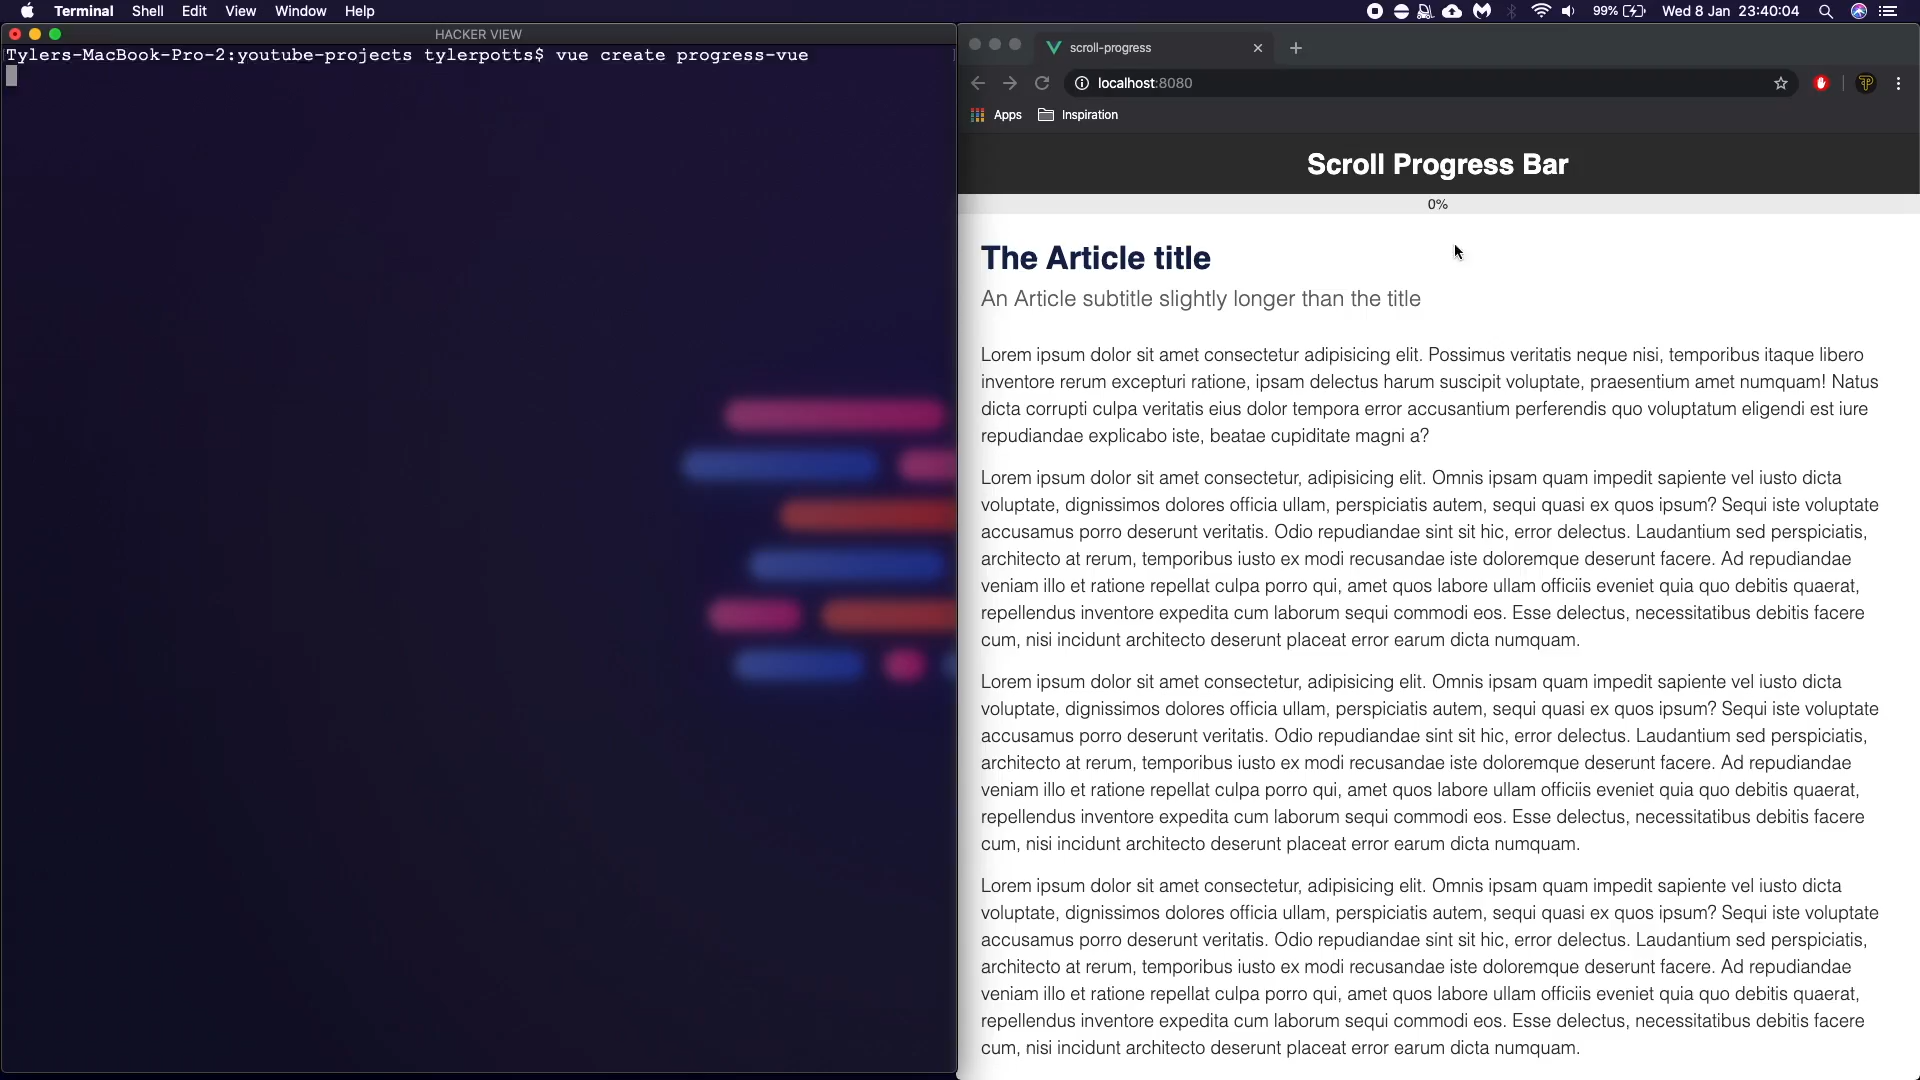 Terminal Shell Edit View Window Help
99% Wed 8 Jan 23:40:04
HACKER VIEW
Tylers-MacBook-Pro-2:youtube-projects tylerpotts$ vue create progress-vue
scroll-progress
localhost:8080
Apps Inspiration
Scroll Progress Bar
0%
The Article title
An Article subtitle slightly longer than the title
Lorem ipsum dolor sit amet consectetur adipisicing elit. Possimus veritatis neque nisi, temporibus itaque libero
inventore rerum excepturi ratione, ipsam delectus harum suscipit voluptate, praesentium amet numquam! Natus
dicta corrupti culpa veritatis eius dolor tempora error accusantium perferendis quo voluptatum eligendi est iure
repudiandae explicabo iste, beatae cupiditate magni a?
Lorem ipsum dolor sit amet consectetur, adipisicing elit. Omnis ipsam quam impedit sapiente vel iusto dicta
voluptate, dignissimos dolores officia ullam, perspiciatis autem, sequi quasi ex quos ipsum? Sequi iste voluptate
accusamus porro deserunt veritatis. Odio repudiandae sint sit hic, error delectus. Laudantium sed perspiciatis,
architecto at rerum, temporibus iusto ex modi recusandae iste doloremque deserunt facere. Ad repudiandae
veniam illo et ratione repellat culpa porro qui, amet quos labore ullam officiis eveniet quia quo debitis quaerat,
repellendus inventore expedita cum laborum sequi commodi eos. Esse delectus, necessitatibus debitis facere
cum, nisi incidunt architecto deserunt placeat error earum dicta numquam.
Lorem ipsum dolor sit amet consectetur, adipisicing elit. Omnis ipsam quam impedit sapiente vel iusto dicta
voluptate, dignissimos dolores officia ullam, perspiciatis autem, sequi quasi ex quos ipsum? Sequi iste voluptate
accusamus porro deserunt veritatis. Odio repudiandae sint sit hic, error delectus. Laudantium sed perspiciatis,
architecto at rerum, temporibus iusto ex modi recusandae iste doloremque deserunt facere. Ad repudiandae
veniam illo et ratione repellat culpa porro qui, amet quos labore ullam officiis eveniet quia quo debitis quaerat,
repellendus inventore expedita cum laborum sequi commodi eos. Esse delectus, necessitatibus debitis facere
cum, nisi incidunt architecto deserunt placeat error earum dicta numquam.
Lorem ipsum dolor sit amet consectetur, adipisicing elit. Omnis ipsam quam impedit sapiente vel iusto dicta
voluptate, dignissimos dolores officia ullam, perspiciatis autem, sequi quasi ex quos ipsum? Sequi iste voluptate
accusamus porro deserunt veritatis. Odio repudiandae sint sit hic, error delectus. Laudantium sed perspiciatis,
architecto at rerum, temporibus iusto ex modi recusandae iste doloremque deserunt facere. Ad repudiandae
veniam illo et ratione repellat culpa porro qui, amet quos labore ullam officiis eveniet quia quo debitis quaerat,
repellendus inventore expedita cum laborum sequi commodi eos. Esse delectus, necessitatibus debitis facere
cum, nisi incidunt architecto deserunt placeat error earum dicta numquam.